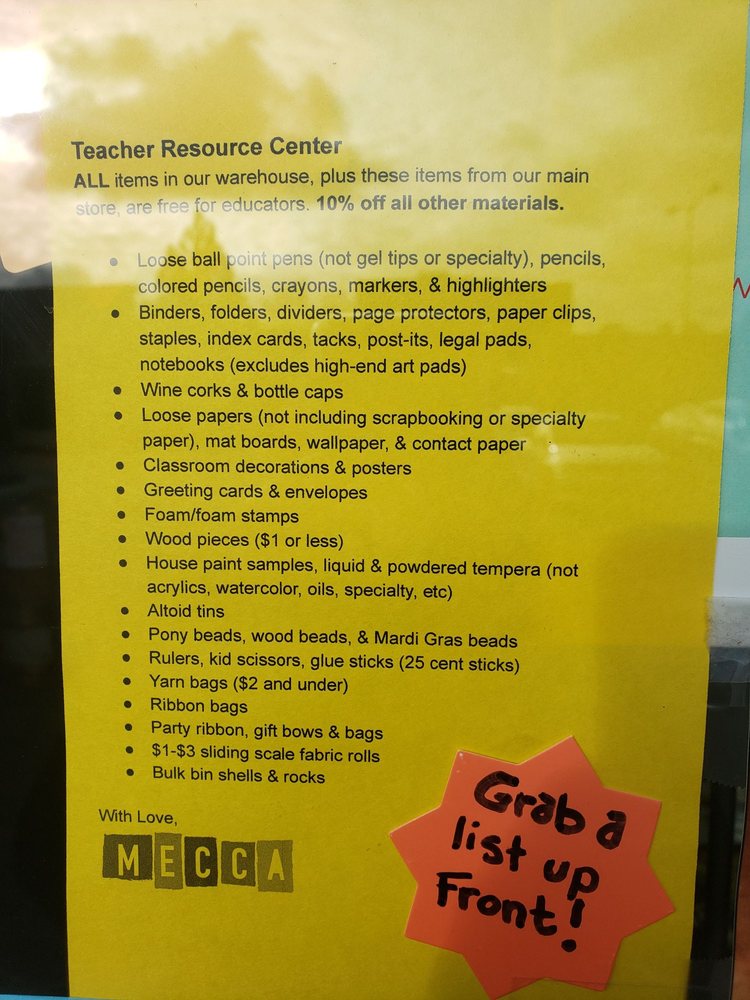 Teacher Resource Center
ALL items in our warehouse, plus these items from our main
store, are free for educators. 10% off all other materials.
• Loose ball point pens (not gel tips or specialty), pencils,
colored pencils, crayons, markers, & highlighters
• Binders, folders, dividers, page protectors, paper clips,
staples, index cards, tacks, post-its, legal pads,
notebooks (excludes high-end art pads)
• Wine corks & bottle caps
• Loose papers (not including scrapbooking or specialty
paper), mat boards, wallpaper, & contact paper
• Classroom decorations & posters
• Greeting cards & envelopes
• Foam/foam stamps
• Wood pieces ($1 or less)
• House paint samples, liquid & powdered tempera (not
acrylics, watercolor, oils, specialty, etc)
• Altoid tins
• Pony beads, wood beads, & Mardi Gras beads
• Rulers, kid scissors, glue sticks (25 cent sticks)
• Yarn bags ($2 and under)
• Ribbon bags
• Party ribbon, gift bows & bags
• $1-$3 sliding scale fabric rolls
• Bulk bin shells & rocks
With Love,
MECCA
Grab a
list up
Front!